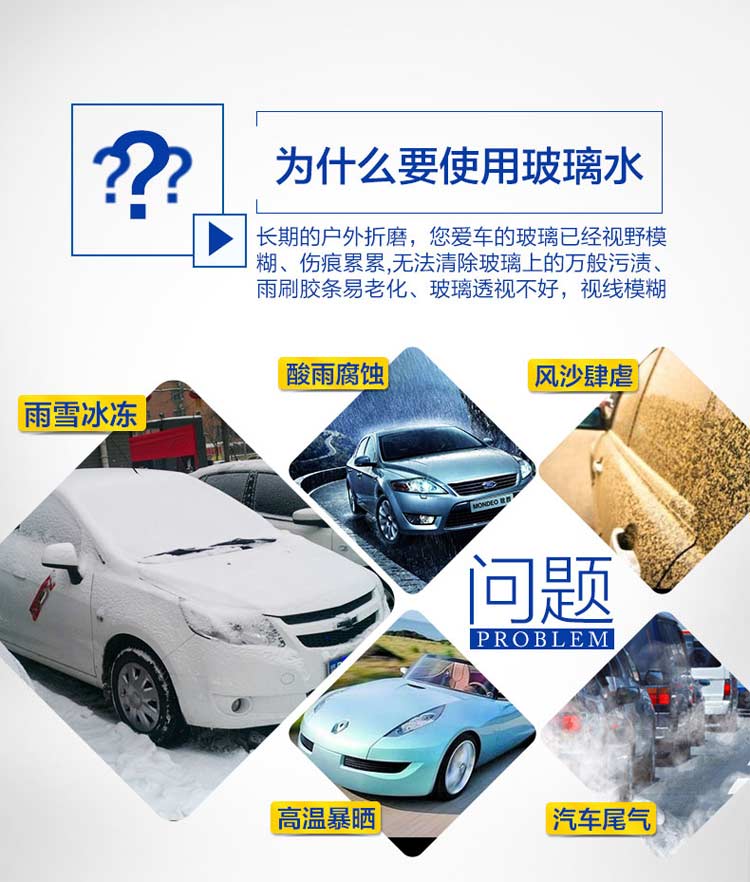 ???
为什么要使用玻璃水
长期的户外折磨，您爱车的玻璃已经视野模
糊、伤痕累累,无法清除玻璃上的万般污渍、
雨刷胶条易老化、玻璃透视不好，视线模糊
酸雨腐蚀
风沙肆虐
雨雪冰冻
MONDEO 致胜
问题
PROBLEM
高温暴晒
汽车尾气